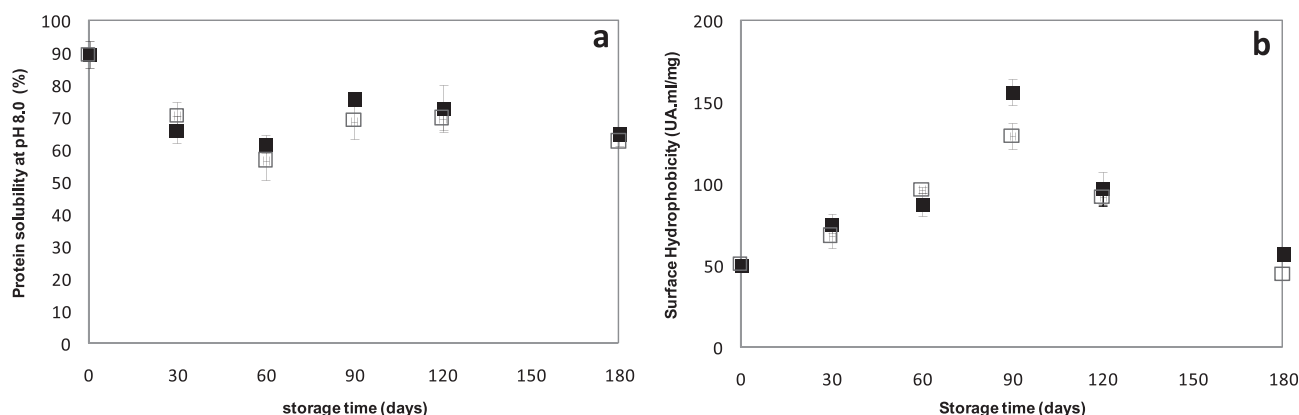 a
Protein solubility at pH 8.0 (%)
100
90
80
70
60
50
40
30
20
10
0
0 30 60 90 120 150 180
storage time (days)
b
Surface Hydrophobicity (UA.ml/mg)
200
150
100
50
0
0 30 60 90 120 150 180
Storage time (days)